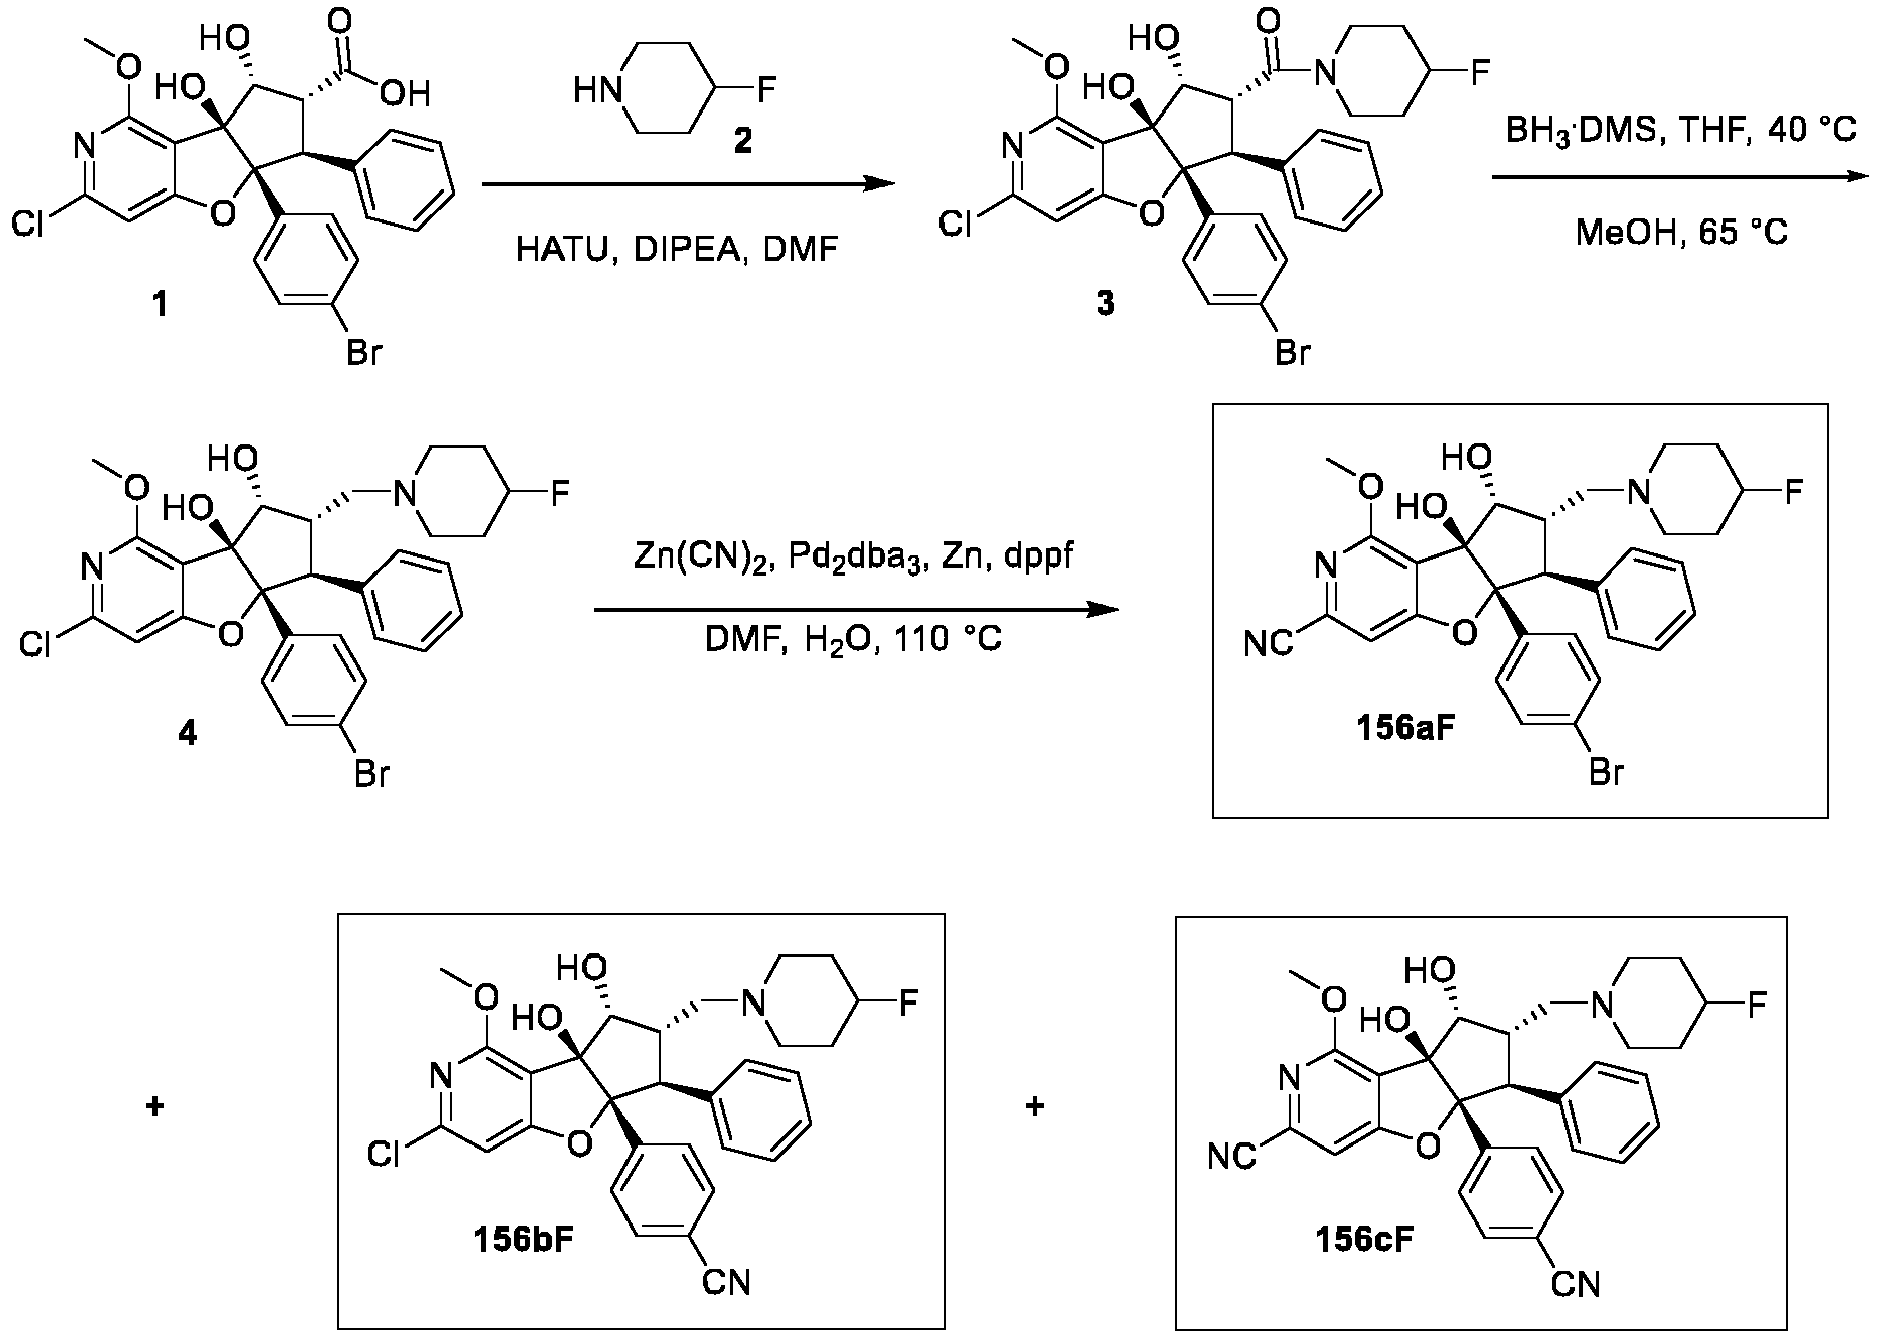 O
HO
O
HO
OH
N
Cl
O
Br
1
HN
F
2
HATU, DIPEA, DMF
O
HO
O
HO
N
F
N
Cl
O
Br
3
BH3·DMS, THF, 40 °C
MeOH, 65 °C
HO
O
HO
N
F
N
Cl
O
Br
4
Zn(CN)2, Pd2dba3, Zn, dppf
DMF, H2O, 110 °C
HO
O
HO
N
F
N
NC
O
Br
156aF
+
HO
O
HO
N
F
N
Cl
O
CN
156bF
+
HO
O
HO
N
F
N
NC
O
CN
156cF